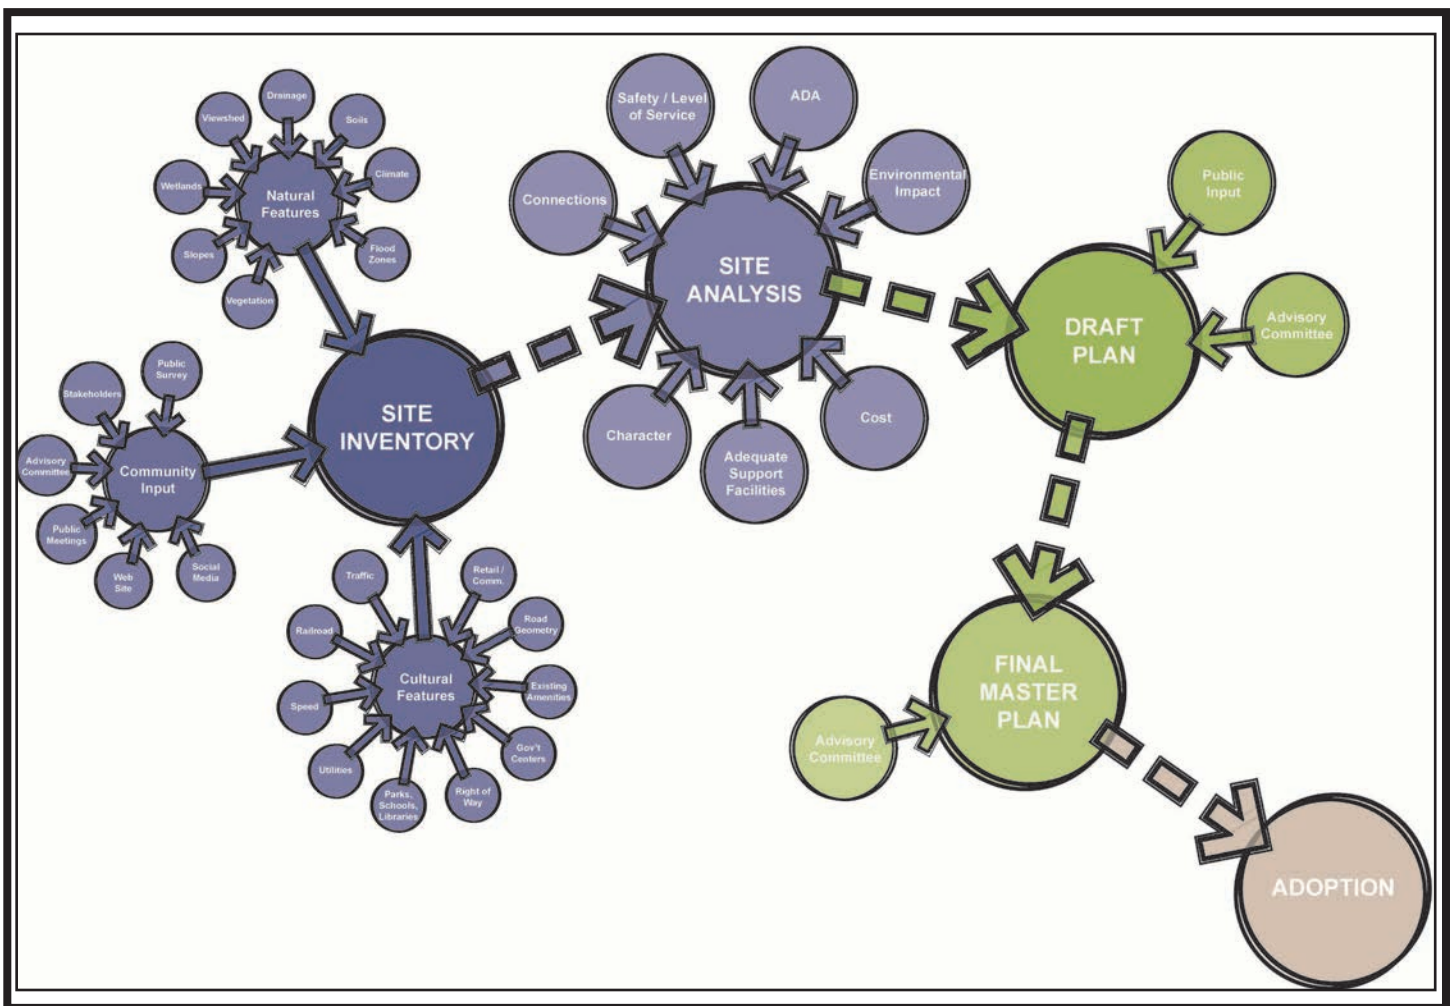 Drainage
Viewshed
Soils
Wetlands
Climate
Natural
Features
Slopes
Flood
Zones
Vegetation
Public
Survey
Stakeholders
Advisory
Committee
Community
Input
Public
Meetings
Web
Site
Social
Media
SITE
INVENTORY
Traffic
Retail /
Comm.
Railroad
Road
Geometry
Cultural
Features
Speed
Existing
Amenities
Utilities
Gov't
Centers
Parks,
Schools,
Libraries
Right of
Way
Safety / Level
of Service
ADA
Connections
Environmental
Impact
SITE
ANALYSIS
Character
Adequate
Support
Facilities
Cost
Public
Input
DRAFT
PLAN
Advisory
Committee
FINAL
MASTER
PLAN
Advisory
Committee
ADOPTION